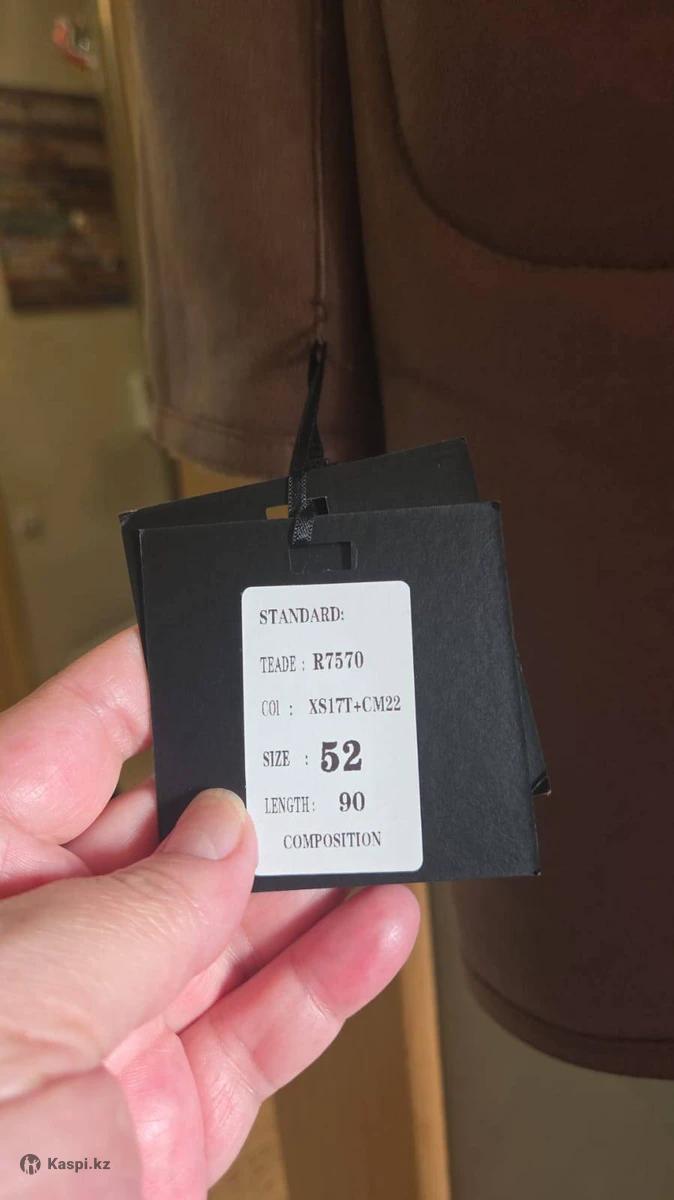 STANDARD:
TEADE : R7570
COl : XS17T+CM22
SIZE : 52
LENGTH: 90
COMPOSITION
Kaspi.kz